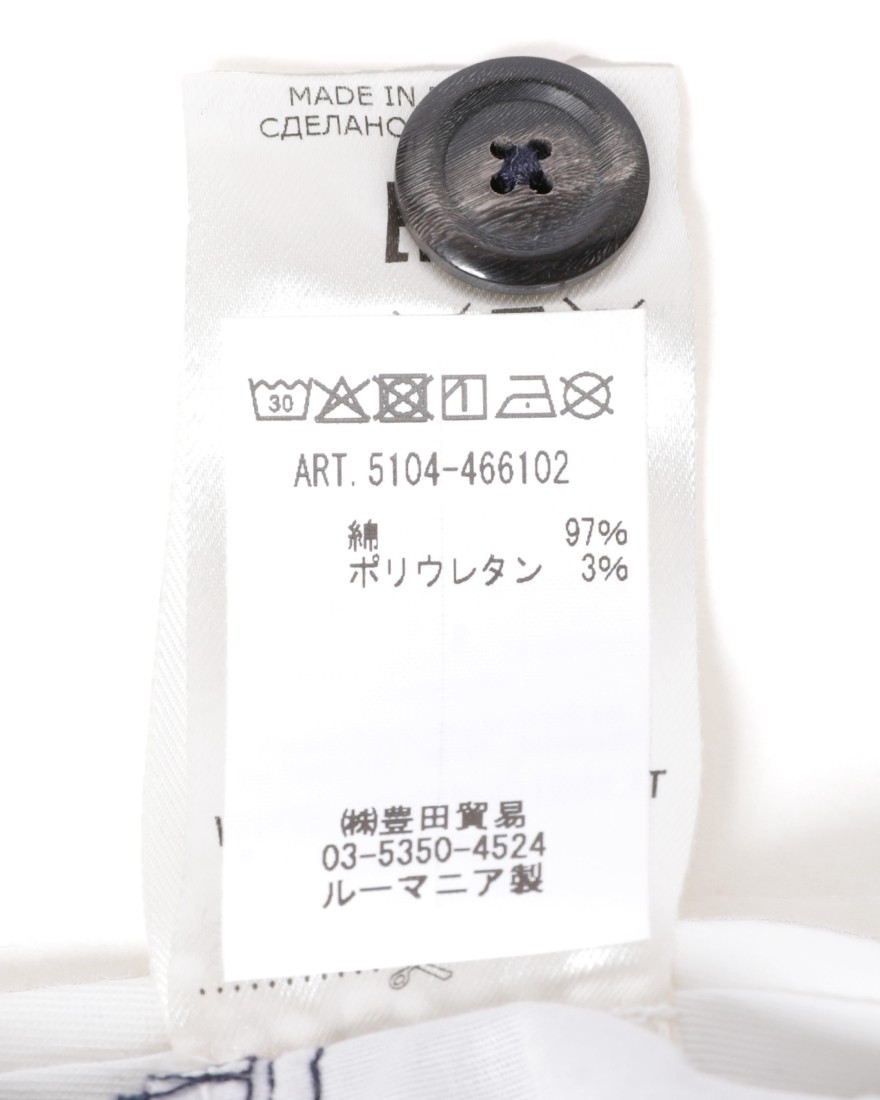 MADE IN
СДЕЛАНО
30
ART. 5104-466102
綿 97%
ポリウレタン 3%
㈱豊田貿易
03-5350-4524
ルーマニア製